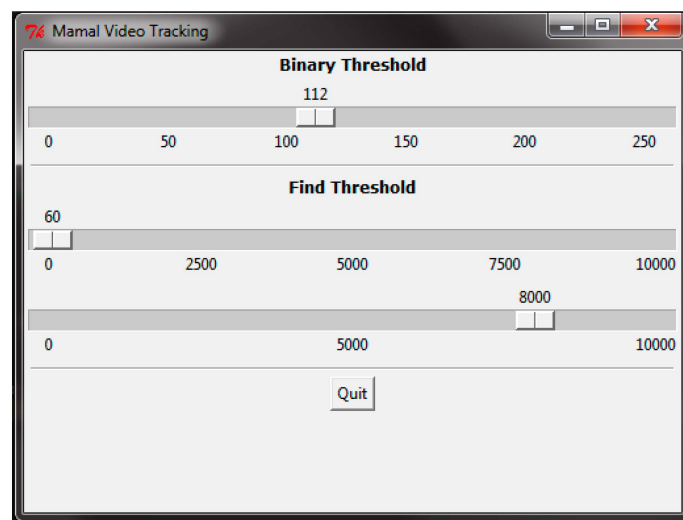 Mamal Video Tracking
Binary Threshold
112
0 50 100 150 200 250
Find Threshold
60
0 2500 5000 7500 10000
8000
0 5000 10000
Quit